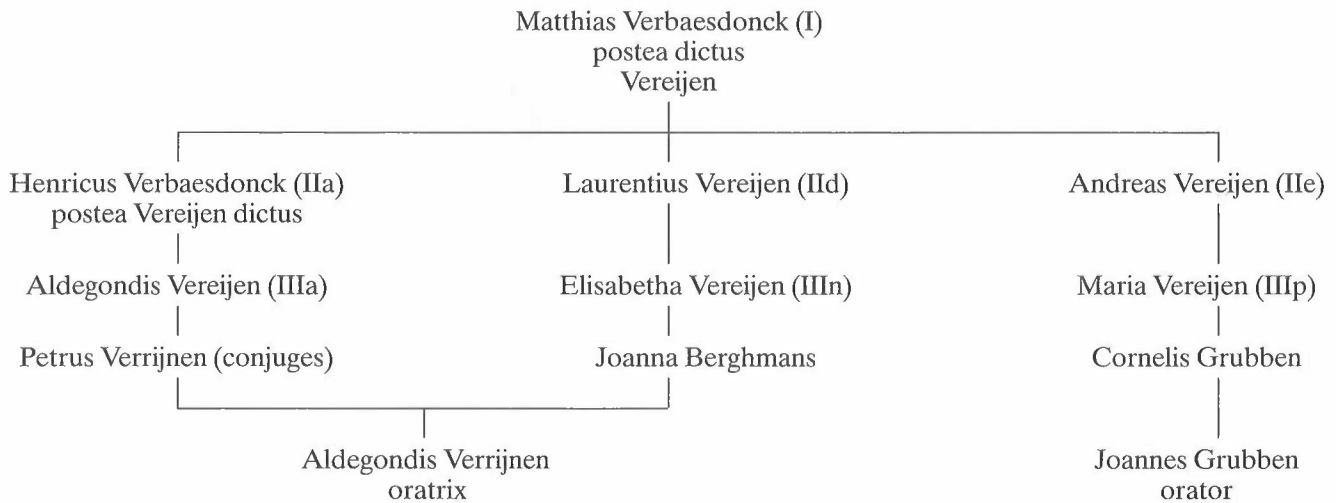 Matthias Verbaesdonck (I)
postea dictus
Vereijen
Henricus Verbaesdonck (IIa)
postea Vereijen dictus
Laurentius Vereijen (IId)
Andreas Vereijen (IIe)
Aldegondis Vereijen (IIIa)
Elisabetha Vereijen (IIIn)
Maria Vereijen (IIIp)
Petrus Verrijnen (conjuges)
Joanna Berghmans
Cornelis Grubben
Aldegondis Verrijnen
oratrix
Joannes Grubben
orator